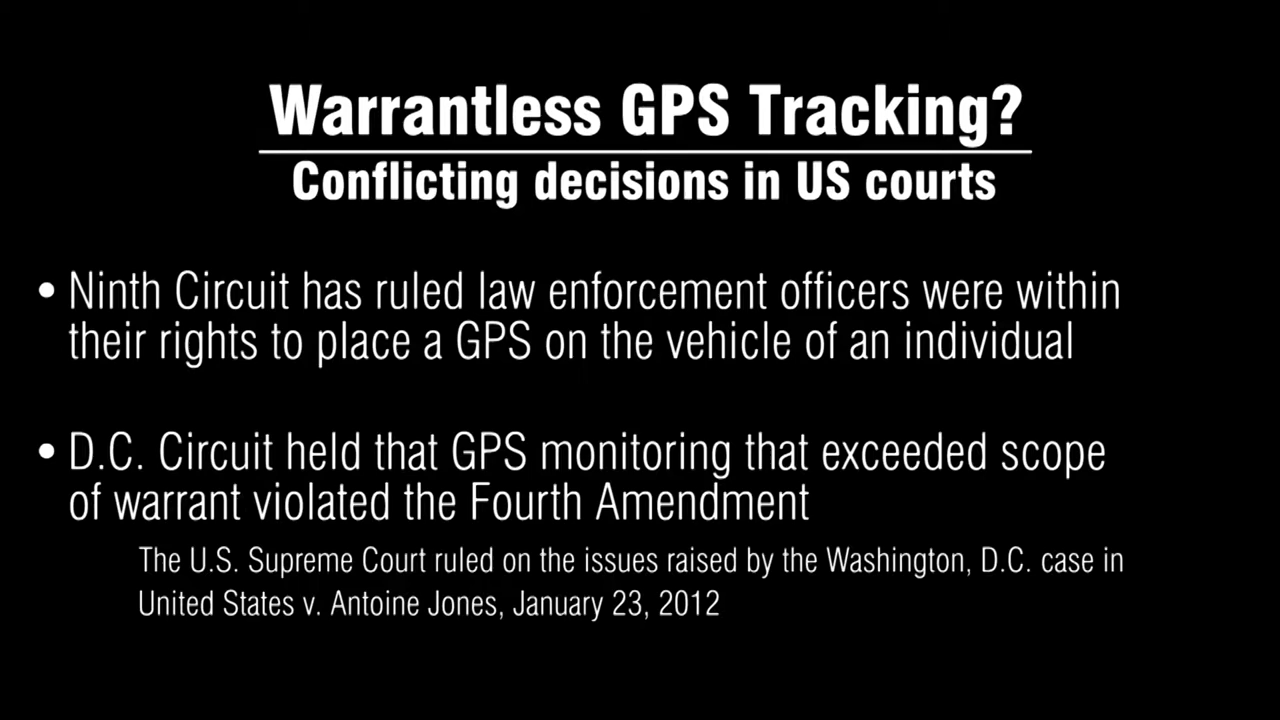 Warrantless GPS Tracking?
Conflicting decisions in US courts
• Ninth Circuit has ruled law enforcement officers were within
their rights to place a GPS on the vehicle of an individual
• D.C. Circuit held that GPS monitoring that exceeded scope
of warrant violated the Fourth Amendment
The U.S. Supreme Court ruled on the issues raised by the Washington, D.C. case in
United States v. Antoine Jones, January 23, 2012